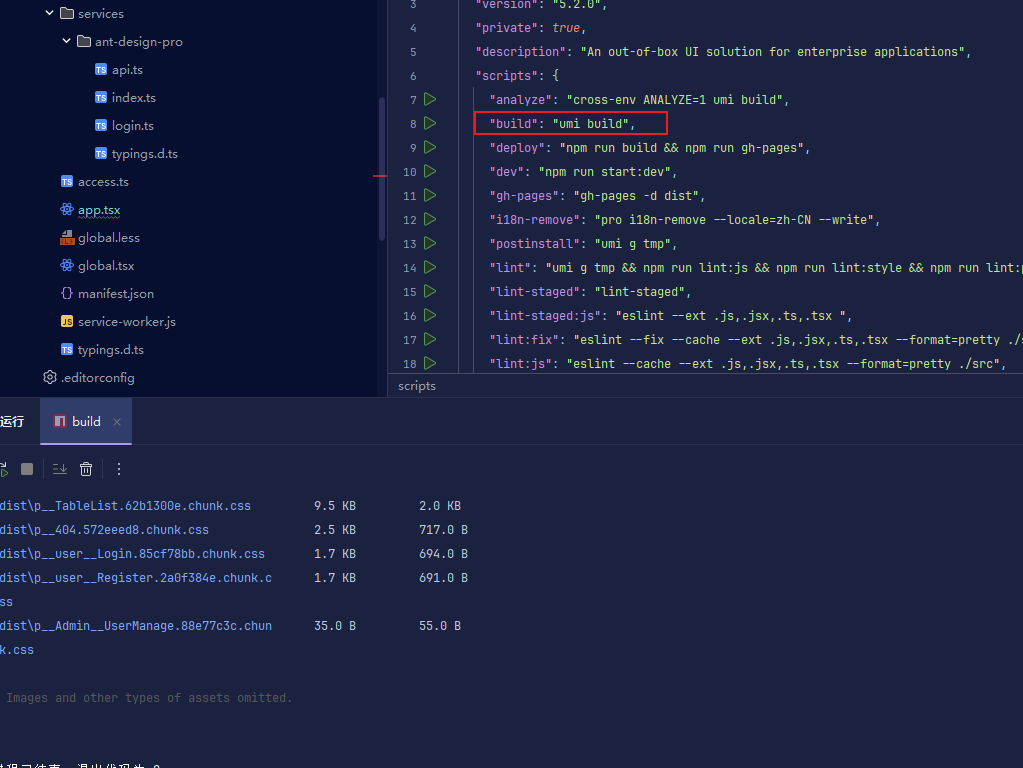 services
ant-design-pro
TS api.ts
TS index.ts
TS login.ts
TS typings.d.ts
TS access.ts
app.tsx
global.less
global.tsx
{} manifest.json
JS service-worker.js
TS typings.d.ts
.editorconfig
3 "version": "5.2.0",
4 "private": true,
5 "description": "An out-of-box UI solution for enterprise applications",
6 "scripts": {
7 "analyze": "cross-env ANALYZE=1 umi build",
8 "build": "umi build",
9 "deploy": "npm run build && npm run gh-pages",
10 "dev": "npm run start:dev",
11 "gh-pages": "gh-pages -d dist",
12 "i18n-remove": "pro i18n-remove --locale=zh-CN --write",
13 "postinstall": "umi g tmp",
14 "lint": "umi g tmp && npm run lint:js && npm run lint:style && npm run lint:
15 "lint-staged": "lint-staged",
16 "lint-staged:js": "eslint --ext .js,.jsx,.ts,.tsx ",
17 "lint:fix": "eslint --fix --cache --ext .js,.jsx,.ts,.tsx --format=pretty ./
18 "lint:js": "eslint --cache --ext .js,.jsx,.ts,.tsx --format=pretty ./src",
scripts
运行 build ×
dist\p__TableList.62b1300e.chunk.css 9.5 KB 2.0 KB
dist\p__404.572eeed8.chunk.css 2.5 KB 717.0 B
dist\p__user__Login.85cf78bb.chunk.css 1.7 KB 694.0 B
dist\p__user__Register.2a0f384e.chunk.c 1.7 KB 691.0 B
ss
dist\p__Admin__UserManage.88e77c3c.chun 35.0 B 55.0 B
k.css
Images and other types of assets omitted.